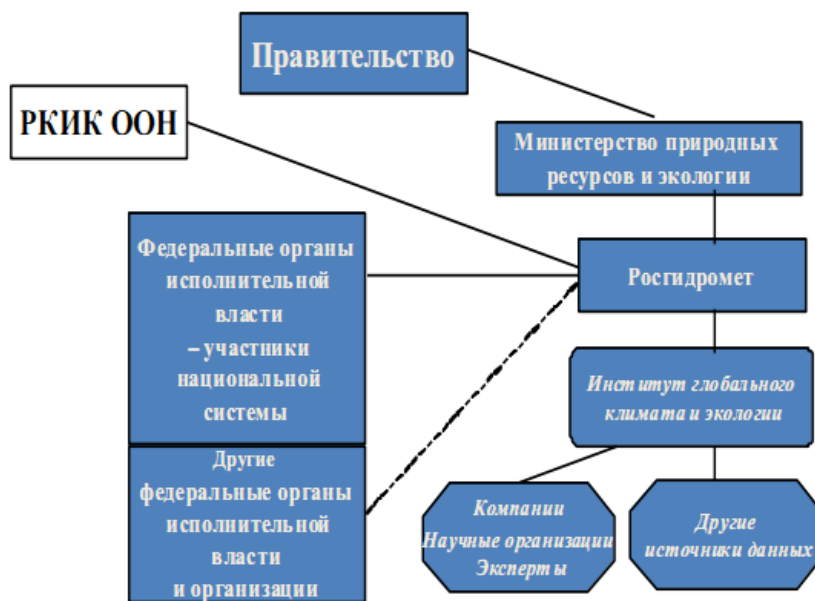 Правительство
РКИК ООН
Министерство природных
ресурсов и экологии
Федеральные органы
исполнительной
власти
– участники
национальной
системы
Росгидромет
Институт глобального
климата и экологии
Другие
федеральные органы
исполнительной
власти
и организации
Компании
Научные организации
Эксперты
Другие
источники данных